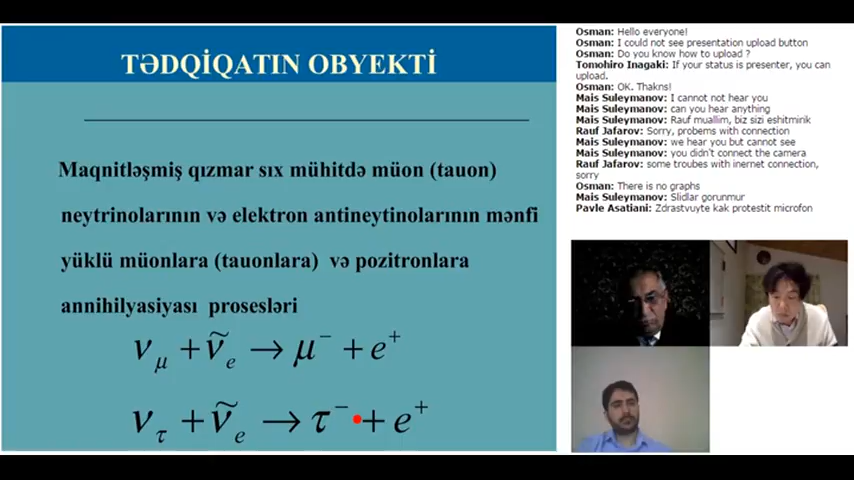 TƏDQİQATIN OBYEKTİ
Maqnitləşmiş qızmar sıx mühitdə müon (tauon)
neytrinolarının və elektron antineytinolarının mənfi
yüklü müonlara (tauonlara) və pozitronlara
annihilyasiyası prosesləri
ν_μ + ν̃_e → μ⁻ + e⁺
ν_τ + ν̃_e → τ⁻ + e⁺
Osman: Hello everyone!
Osman: I could not see presentation upload button
Osman: Do you know how to upload ?
Tomohiro Inagaki: If your status is presenter, you can
upload.
Osman: OK. Thakns!
Mais Suleymanov: I cannot not hear you
Mais Suleymanov: can you hear anything
Mais Suleymanov: Rauf muallim, biz sizi eshitmirik
Rauf Jafarov: Sorry, probems with connection
Mais Suleymanov: we hear you but cannot see
Mais Suleymanov: you didn't connect the camera
Rauf Jafarov: some troubes with inernet connection,
sorry
Osman: There is no graphs
Mais Suleymanov: Slidlar gorunmur
Pavle Asatiani: Zdrastvuyte kak protestit microfon